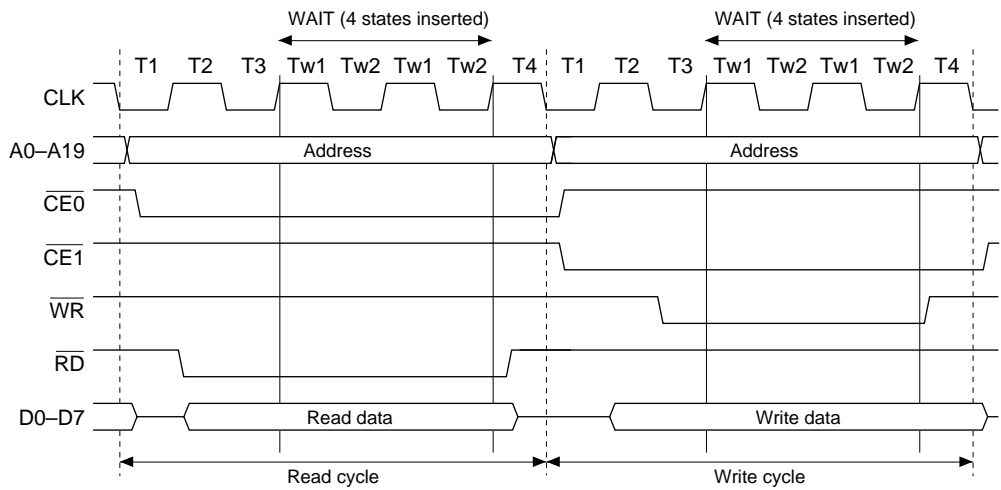 WAIT (4 states inserted) WAIT (4 states inserted)
T1 T2 T3 Tw1 Tw2 Tw1 Tw2 T4 T1 T2 T3 Tw1 Tw2 Tw1 Tw2 T4
CLK
A0–A19 Address Address
CE0
CE1
WR
RD
D0–D7 Read data Write data
Read cycle Write cycle